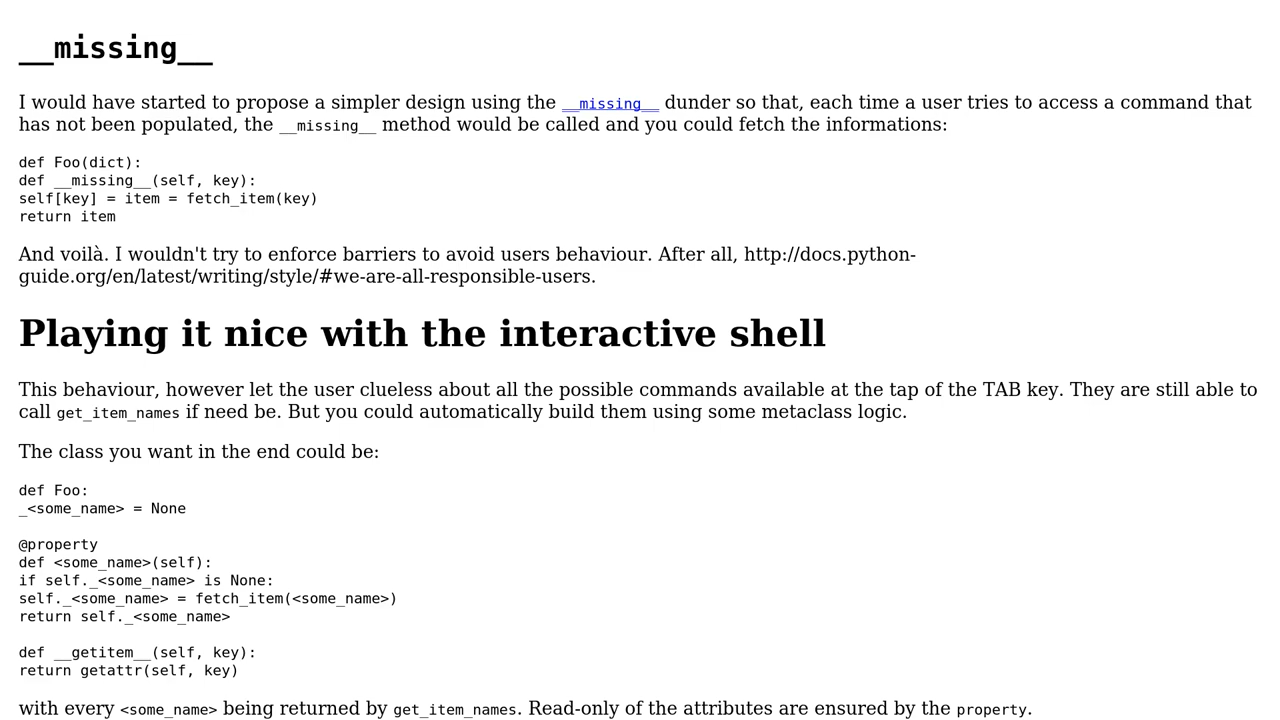 __missing__
I would have started to propose a simpler design using the __missing__ dunder so that, each time a user tries to access a command that
has not been populated, the __missing__ method would be called and you could fetch the informations:
def Foo(dict):
def __missing__(self, key):
self[key] = item = fetch_item(key)
return item
And voilà. I wouldn't try to enforce barriers to avoid users behaviour. After all, http://docs.python-
guide.org/en/latest/writing/style/#we-are-all-responsible-users.
Playing it nice with the interactive shell
This behaviour, however let the user clueless about all the possible commands available at the tap of the TAB key. They are still able to
call get_item_names if need be. But you could automatically build them using some metaclass logic.
The class you want in the end could be:
def Foo:
_<some_name> = None
@property
def <some_name>(self):
if self._<some_name> is None:
self._<some_name> = fetch_item(<some_name>)
return self._<some_name>
def __getitem__(self, key):
return getattr(self, key)
with every <some_name> being returned by get_item_names. Read-only of the attributes are ensured by the property.